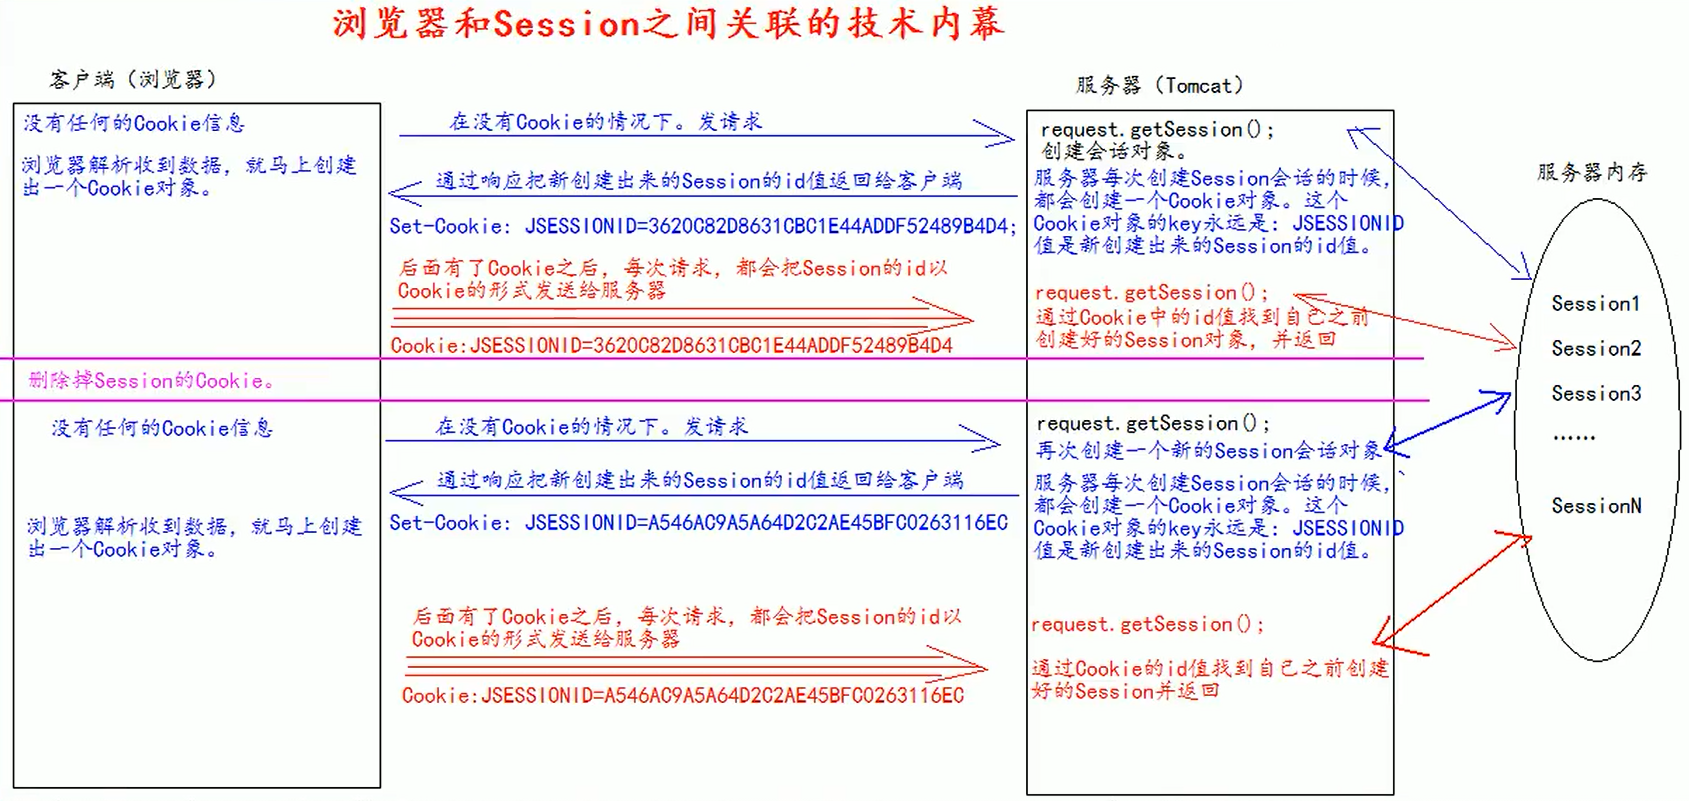 浏览器和Session之间关联的技术内幕
客户端（浏览器）
服务器（Tomcat）
没有任何的Cookie信息
浏览器解析收到数据，就马上创建
出一个Cookie对象。
在没有Cookie的情况下。发请求
通过响应把新创建出来的Session的id值返回给客户端
Set-Cookie: JSESSIONID=3620C82D8631CBC1E44ADDF52489B4D4;
后面有了Cookie之后，每次请求，都会把Session的id以
Cookie的形式发送给服务器
Cookie:JSESSIONID=3620C82D8631CBC1E44ADDF52489B4D4
request.getSession();
创建会话对象。
服务器每次创建Session会话的时候，
都会创建一个Cookie对象。这个
Cookie对象的key永远是：JSESSIONID
值是新创建出来的Session的id值。
request.getSession();
通过Cookie中的id值找到自己之前
创建好的Session对象，并返回
服务器内存
Session1
Session2
Session3
......
SessionN
删除掉Session的Cookie。
没有任何的Cookie信息
浏览器解析收到数据，就马上创建
出一个Cookie对象。
在没有Cookie的情况下。发请求
通过响应把新创建出来的Session的id值返回给客户端
Set-Cookie: JSESSIONID=A546AC9A5A64D2C2AE45BFC0263116EC
后面有了Cookie之后，每次请求，都会把Session的id以
Cookie的形式发送给服务器
Cookie:JSESSIONID=A546AC9A5A64D2C2AE45BFC0263116EC
request.getSession();
再次创建一个新的Session会话对象
服务器每次创建Session会话的时候，
都会创建一个Cookie对象。这个
Cookie对象的key永远是：JSESSIONID
值是新创建出来的Session的id值。
request.getSession();
通过Cookie的id值找到自己之前创建
好的Session并返回